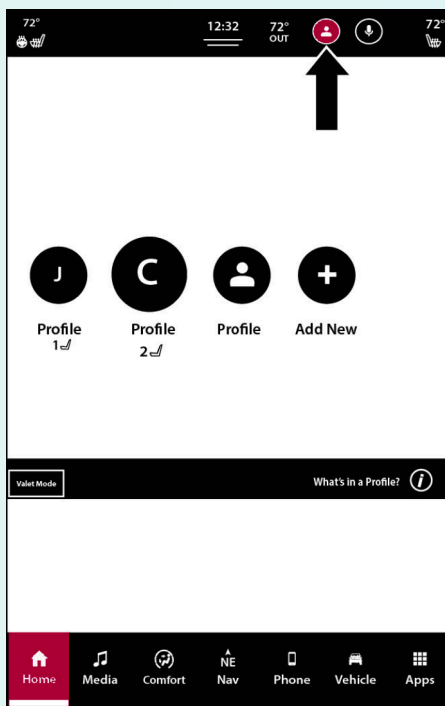 72°
12:32
72°
OUT
72°
J
C
Profile
1
Profile
2
Profile
+
Add New
Valet Mode
What's in a Profile?
i
NE
Home
Media
Comfort
Nav
Phone
Vehicle
Apps